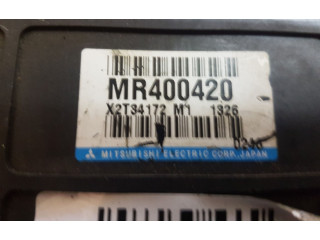 MR400420
X2T34172 M1 1326
MITSUBISHI ELECTRIC CORP. JAPAN